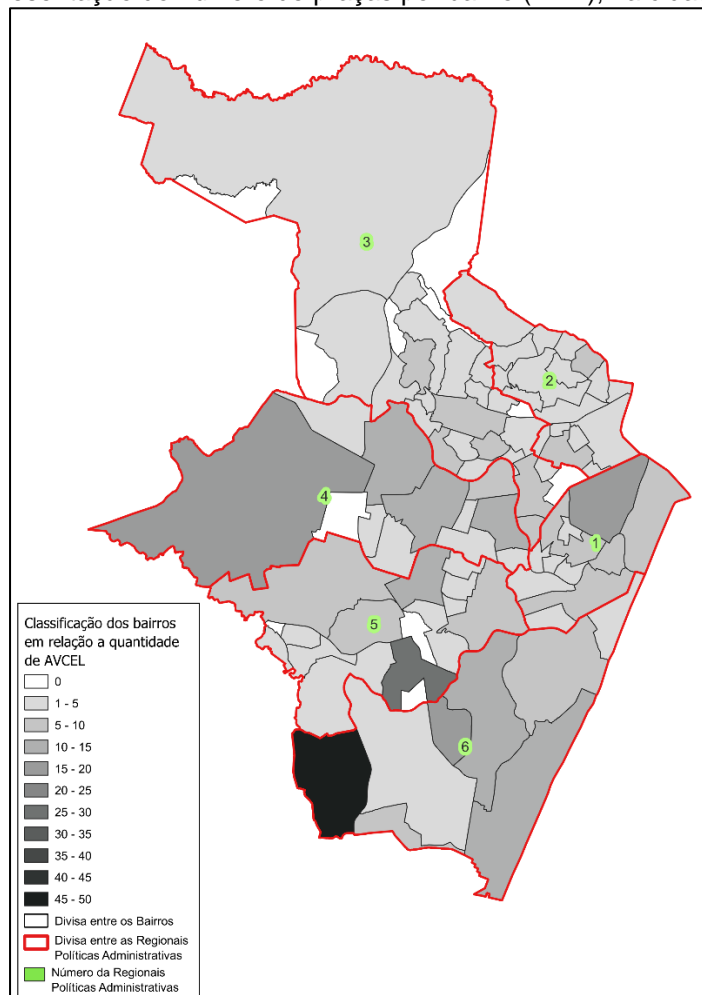 3
2
4
1
5
6
Classificação dos bairros
em relação a quantidade
de AVCEL
0
1 - 5
5 - 10
10 - 15
15 - 20
20 - 25
25 - 30
30 - 35
35 - 40
40 - 45
45 - 50
Divisa entre os Bairros
Divisa entre as Regionais
Políticas Administrativas
Número da Regionais
Políticas Administrativas